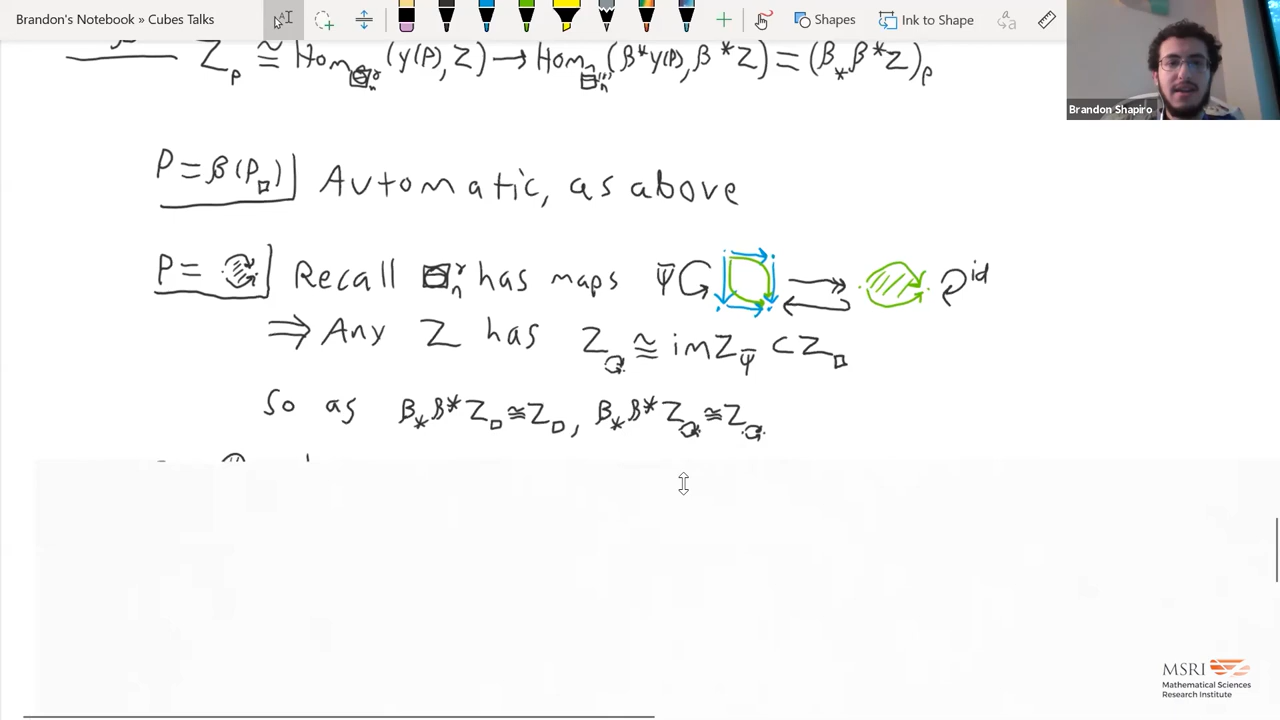 Brandon's Notebook » Cubes Talks
Shapes
Ink to Shape
Z_p ≅ Hom (y(p), Z) → Hom (β*y(p), β*Z) = (β_*β*Z)_p
Brandon Shapiro
P = β(P_□) Automatic, as above
P = Recall has maps Ψ̄ id
⇒ Any Z has Z ≅ im Z_Ψ̄ ⊂ Z_□
So as β_*β*Z_□ ≅ Z_□, β_*β*Z ≅ Z
MSRI
Mathematical Sciences
Research Institute